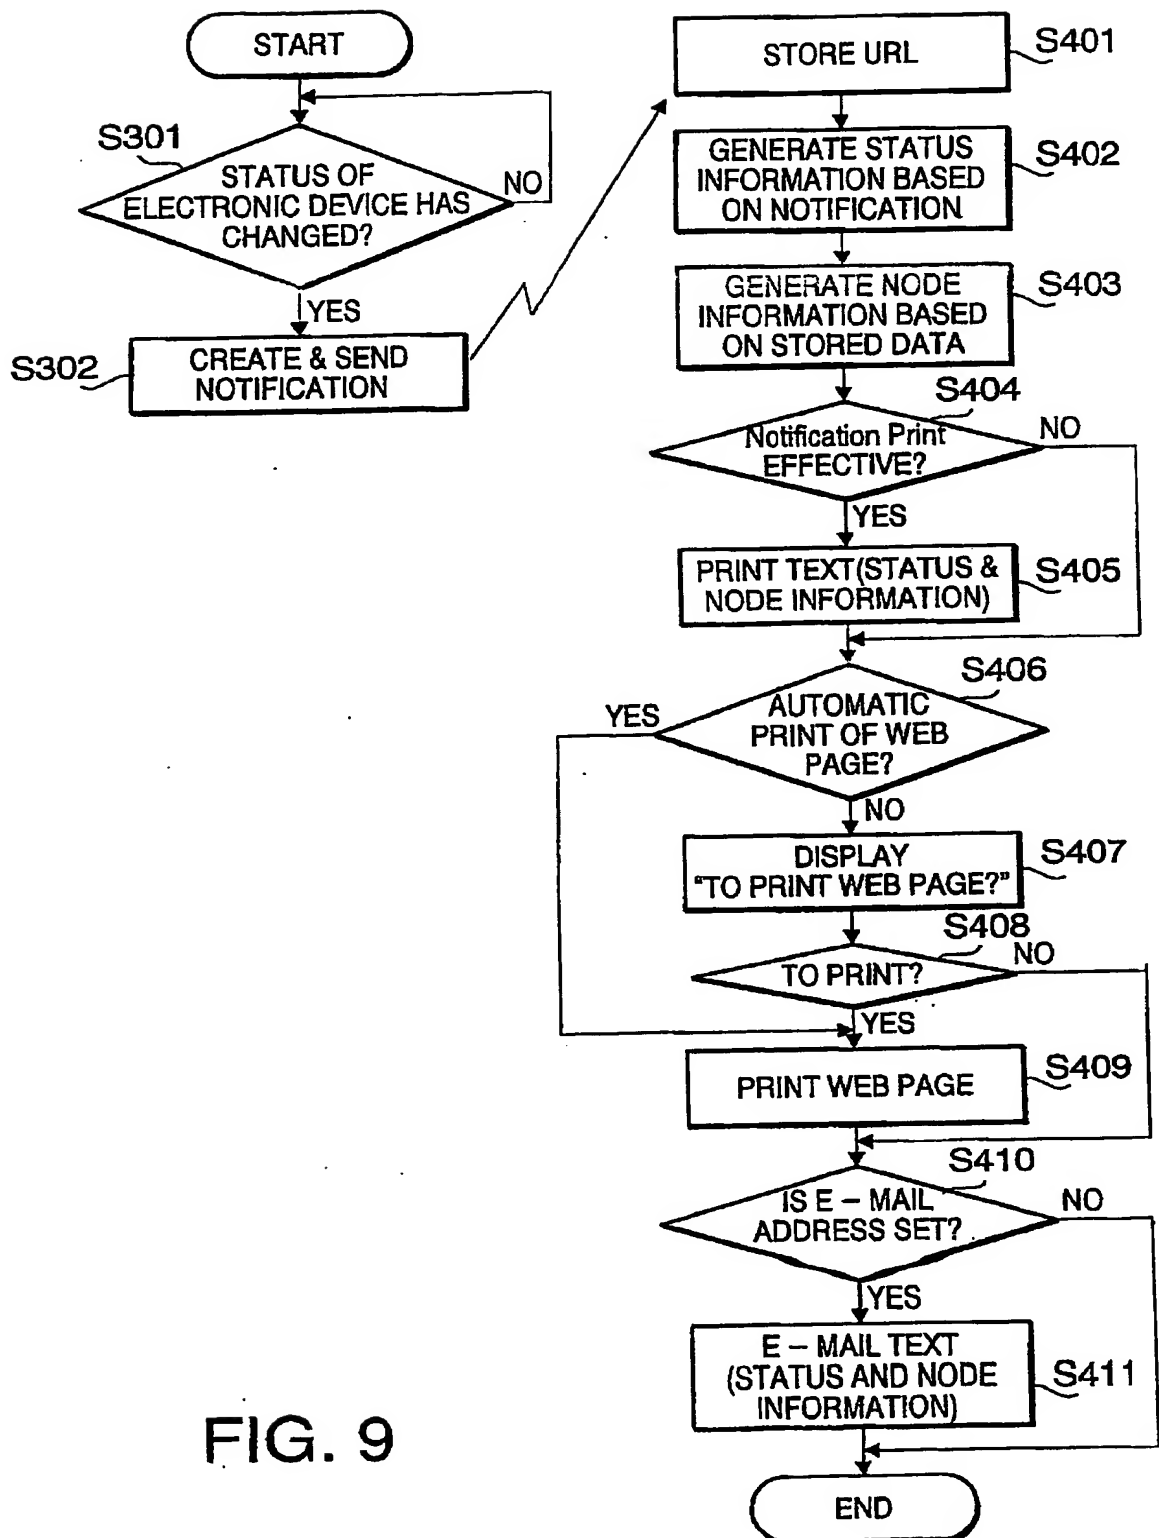 START
S301
STATUS OF
ELECTRONIC DEVICE HAS
CHANGED?
NO
YES
S302
CREATE & SEND
NOTIFICATION
STORE URL
S401
GENERATE STATUS
INFORMATION BASED
ON NOTIFICATION
S402
GENERATE NODE
INFORMATION BASED
ON STORED DATA
S403
S404
Notification Print
EFFECTIVE?
NO
YES
PRINT TEXT(STATUS &
NODE INFORMATION)
S405
S406
AUTOMATIC
PRINT OF WEB
PAGE?
YES
NO
DISPLAY
"TO PRINT WEB PAGE?"
S407
S408
TO PRINT?
NO
YES
PRINT WEB PAGE
S409
S410
IS E – MAIL
ADDRESS SET?
NO
YES
E – MAIL TEXT
(STATUS AND NODE
INFORMATION)
S411
END
FIG. 9